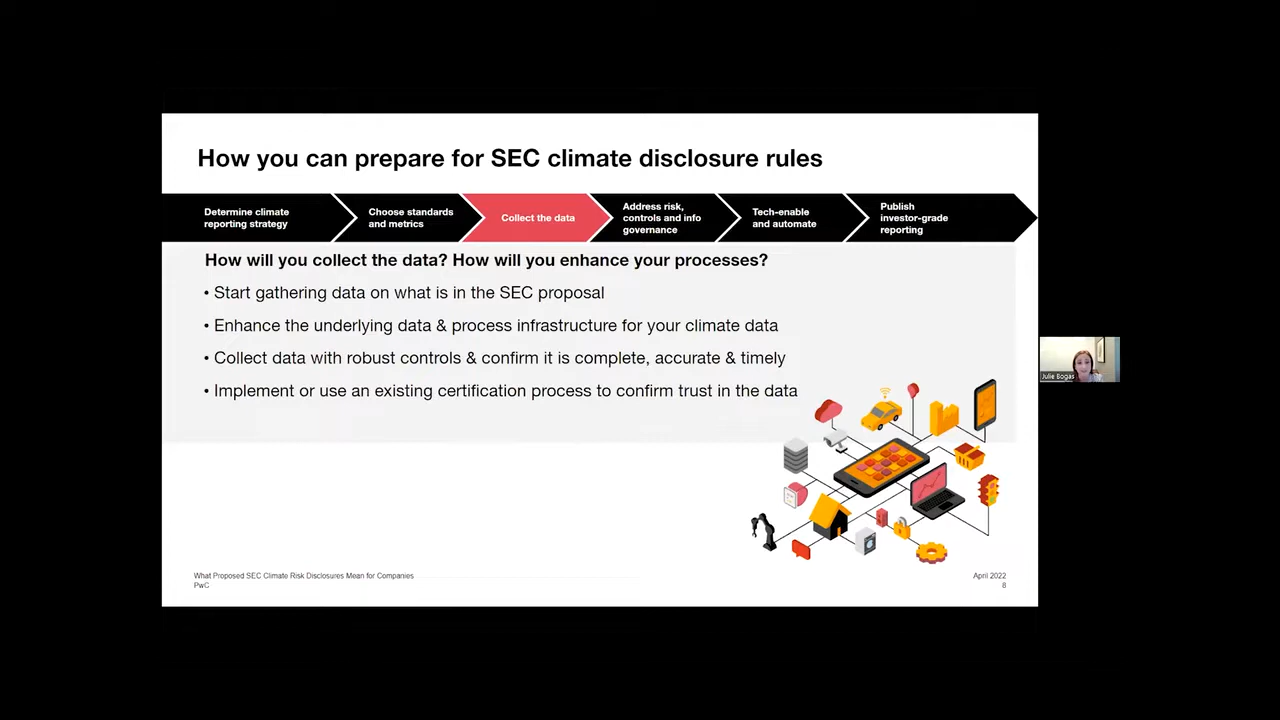 How you can prepare for SEC climate disclosure rules
Determine climate
reporting strategy
Choose standards
and metrics
Collect the data
Address risk,
controls and info
governance
Tech-enable
and automate
Publish
investor-grade
reporting
How will you collect the data? How will you enhance your processes?
• Start gathering data on what is in the SEC proposal
• Enhance the underlying data & process infrastructure for your climate data
• Collect data with robust controls & confirm it is complete, accurate & timely
• Implement or use an existing certification process to confirm trust in the data
Julie Bogas
What Proposed SEC Climate Risk Disclosures Mean for Companies
PwC
April 2022
8